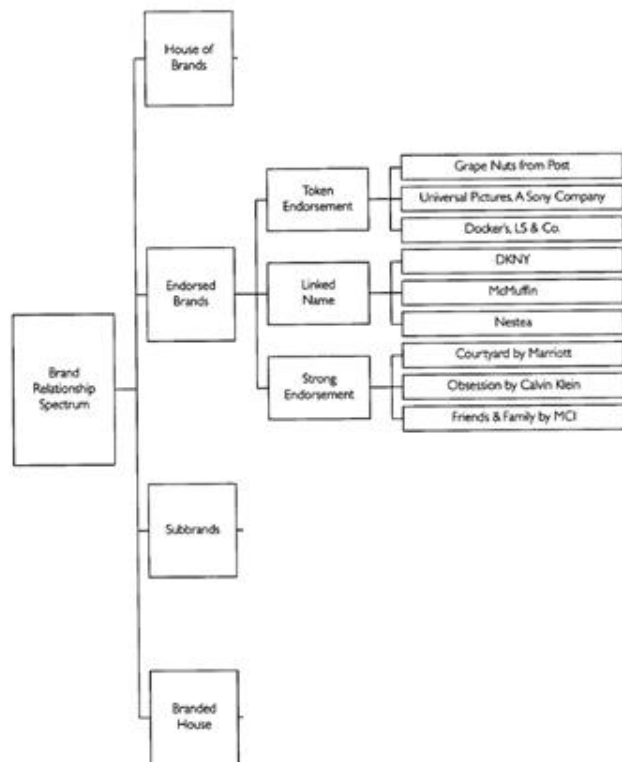 House of
Brands
Token
Endorsement
Grape Nuts from Post
Universal Pictures, A Sony Company
Docker's, LS & Co.
Endorsed
Brands
Linked
Name
DKNY
McMuffin
Nestea
Strong
Endorsement
Courtyard by Marriott
Obsession by Calvin Klein
Friends & Family by MCI
Brand
Relationship
Spectrum
Subbrands
Branded
House